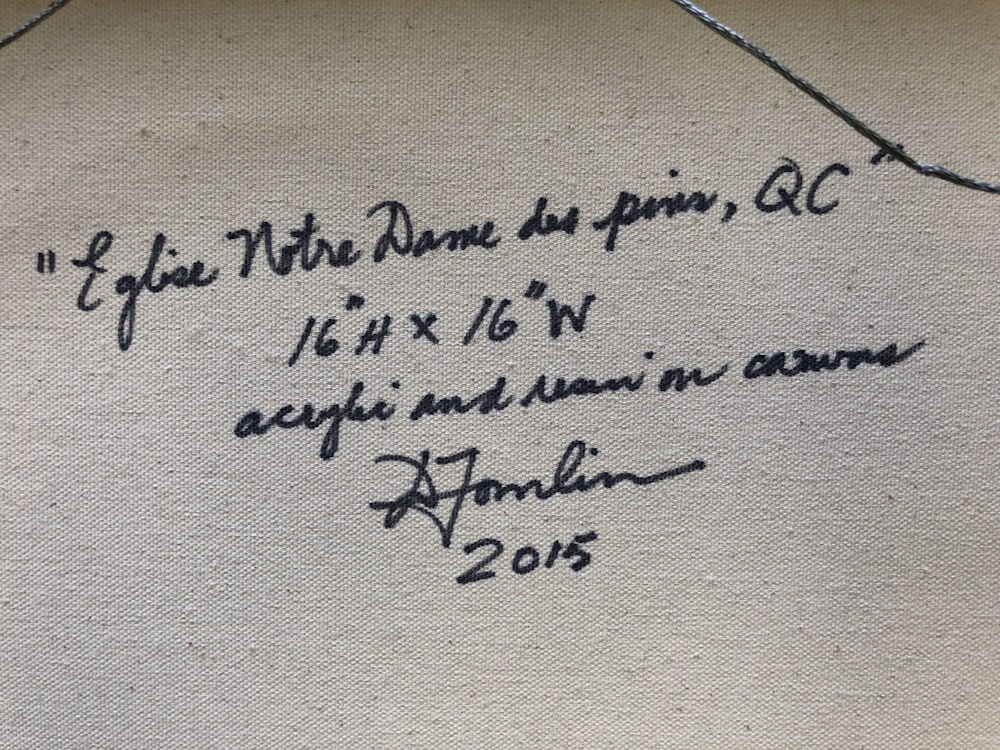 "Eglise Notre Dame des pins, QC"
16"H x 16"W
acrylic and resin on canvas
D Tomlin
2015